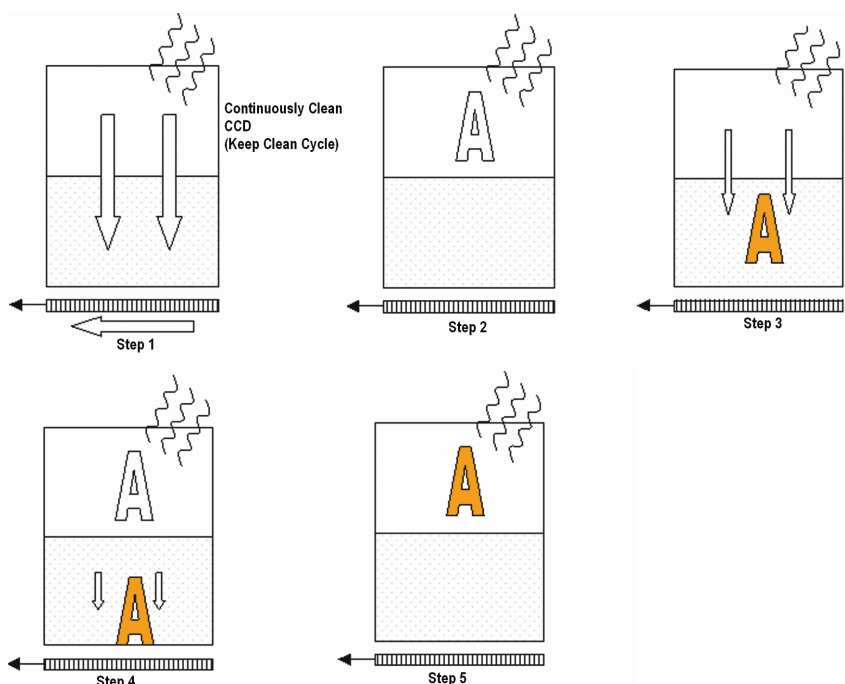 Continuously Clean
CCD
(Keep Clean Cycle)
A
A
Step 1
Step 2
Step 3
A
A
A
Step 4
Step 5